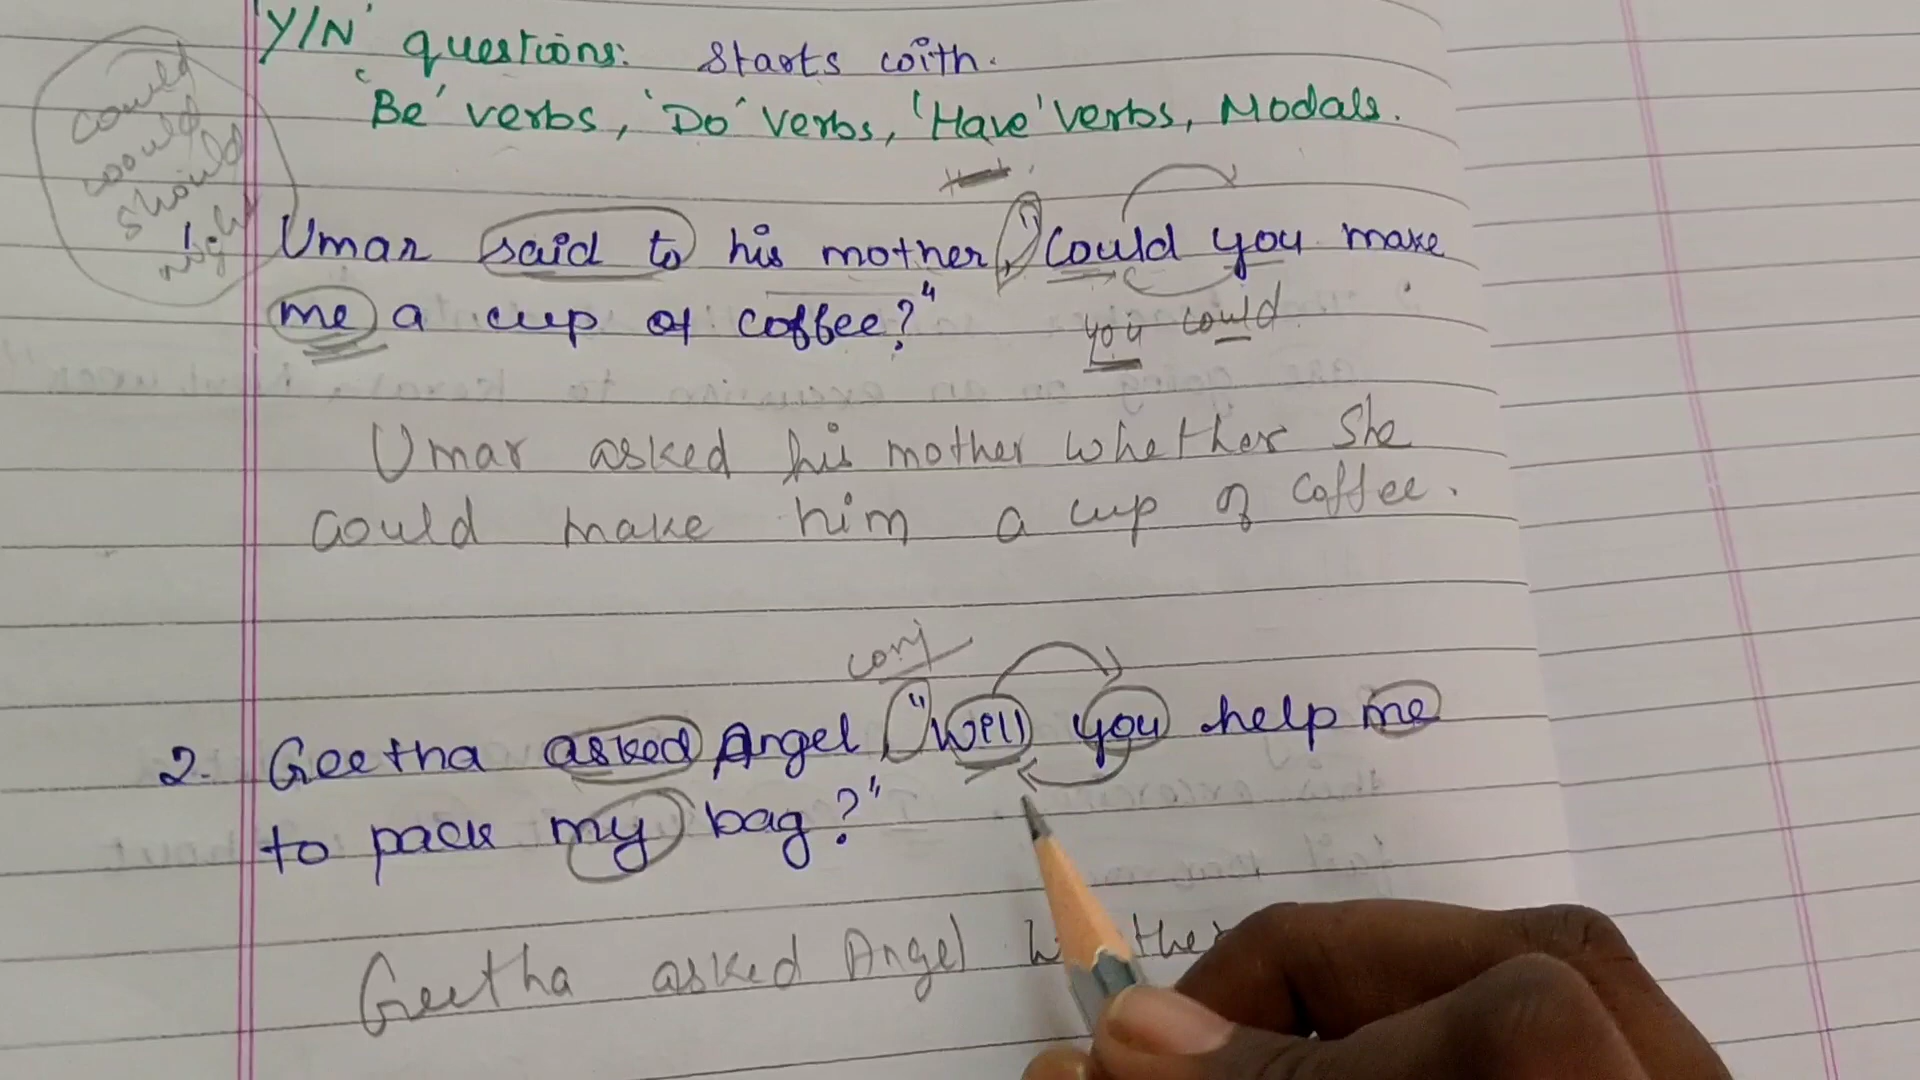 'Y/N' questions: Starts with.
'Be' verbs, 'Do' verbs, 'Have' verbs, Modals.
could
would
should
might
Umar said to his mother, "Could you make
me a cup of coffee?"
you could
Umar asked his mother whether she
could make him a cup of coffee.
conj
2. Geetha asked Angel, "Will you help me
to pack my bag?"
Geetha asked Angel